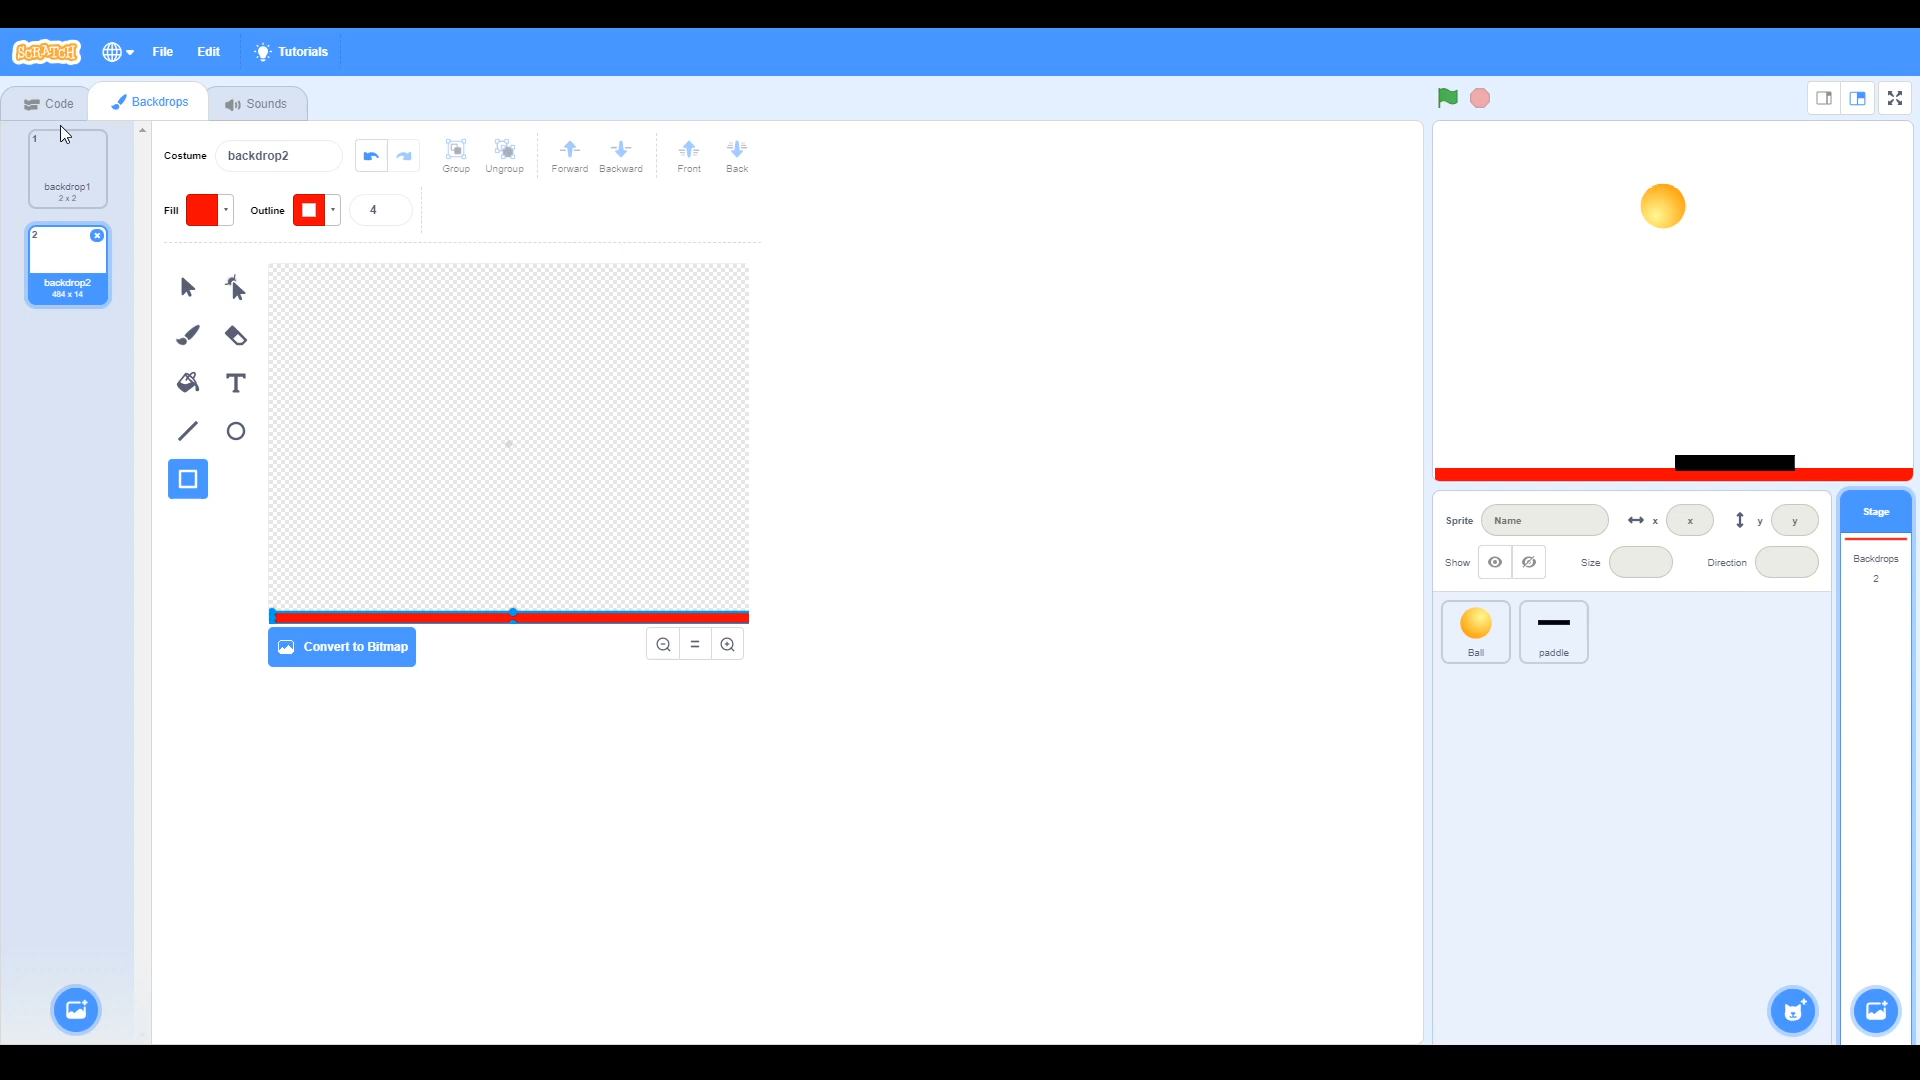 SCRATCH File Edit Tutorials
Code Backdrops Sounds
1
backdrop1
2 x 2
2
backdrop2
484 x 14
Costume backdrop2
Group Ungroup Forward Backward Front Back
Fill Outline 4
Convert to Bitmap
Sprite Name x x y y
Show Size Direction
Ball paddle
Stage
Backdrops
2